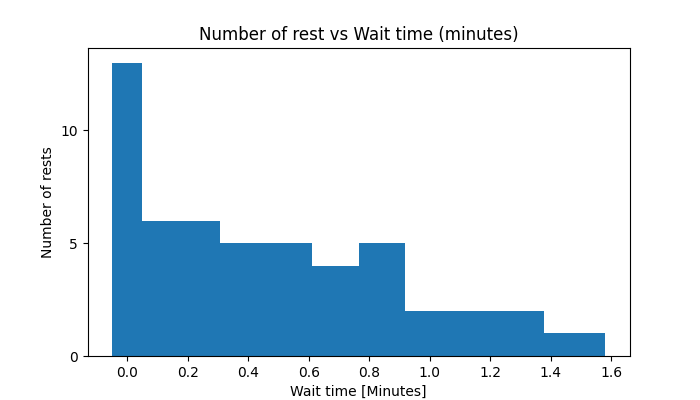 Number of rest vs Wait time (minutes)
10
5
0
Number of rests
0.0 0.2 0.4 0.6 0.8 1.0 1.2 1.4 1.6
Wait time [Minutes]